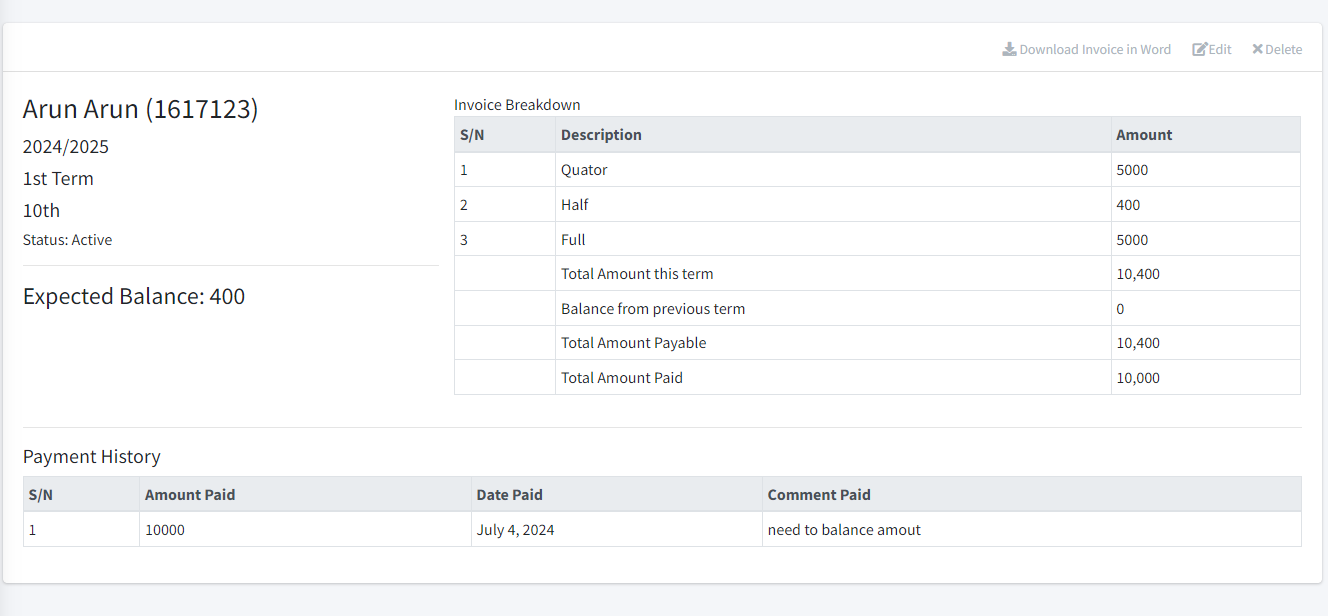 Download Invoice in Word Edit Delete
Arun Arun (1617123)
2024/2025
1st Term
10th
Status: Active
Expected Balance: 400
Invoice Breakdown
S/N Description Amount
1 Quator 5000
2 Half 400
3 Full 5000
Total Amount this term 10,400
Balance from previous term 0
Total Amount Payable 10,400
Total Amount Paid 10,000
Payment History
S/N Amount Paid Date Paid Comment Paid
1 10000 July 4, 2024 need to balance amout